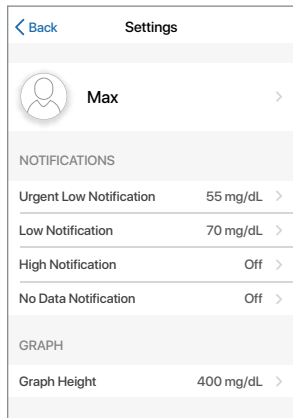 Back Settings
Max
NOTIFICATIONS
Urgent Low Notification 55 mg/dL
Low Notification 70 mg/dL
High Notification Off
No Data Notification Off
GRAPH
Graph Height 400 mg/dL